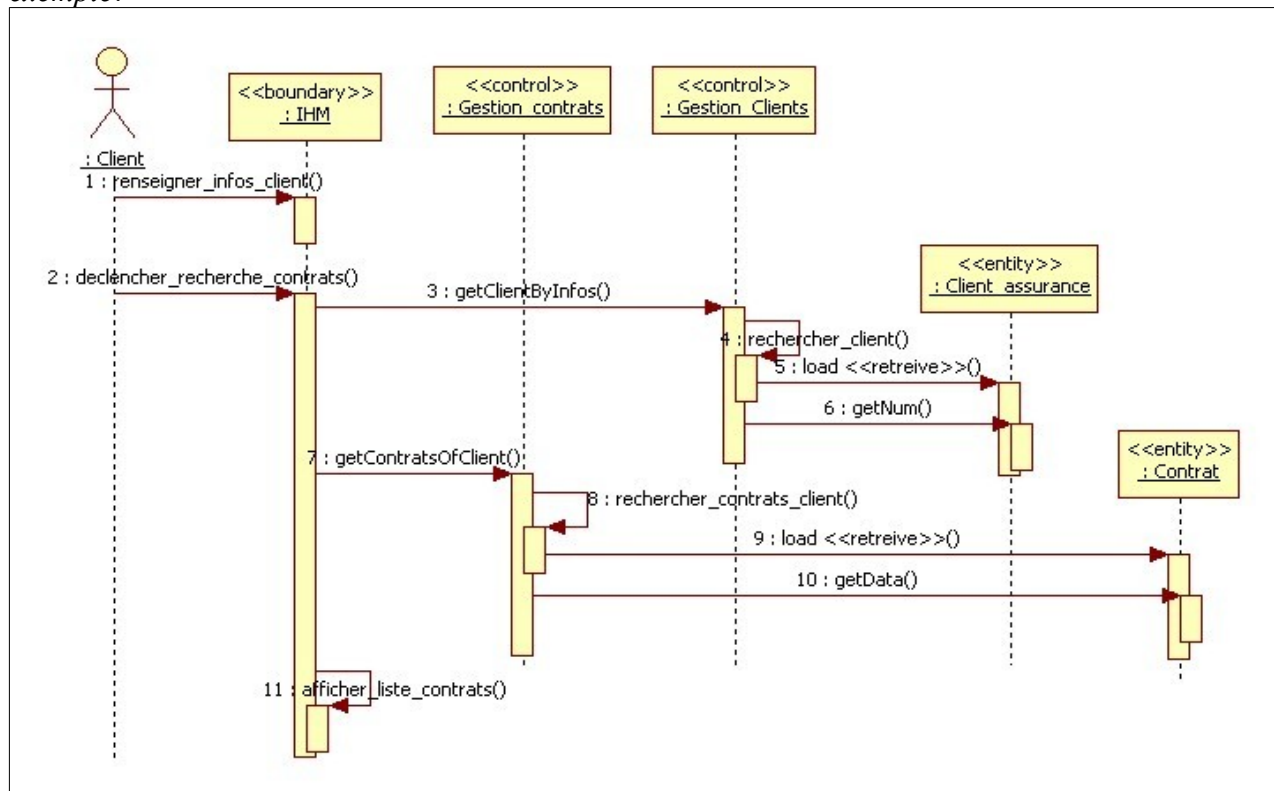 <<boundary>>
: IHM
<<control>>
: Gestion_contrats
<<control>>
: Gestion_Clients
: Client
1 : renseigner_infos_client()
2 : declencher_recherche_contrats()
3 : getClientByInfos()
<<entity>>
: Client_assurance
4 : rechercher_client()
5 : load <<retreive>>()
6 : getNum()
<<entity>>
: Contrat
7 : getContratsOfClient()
8 : rechercher_contrats_client()
9 : load <<retreive>>()
10 : getData()
11 : afficher_liste_contrats()